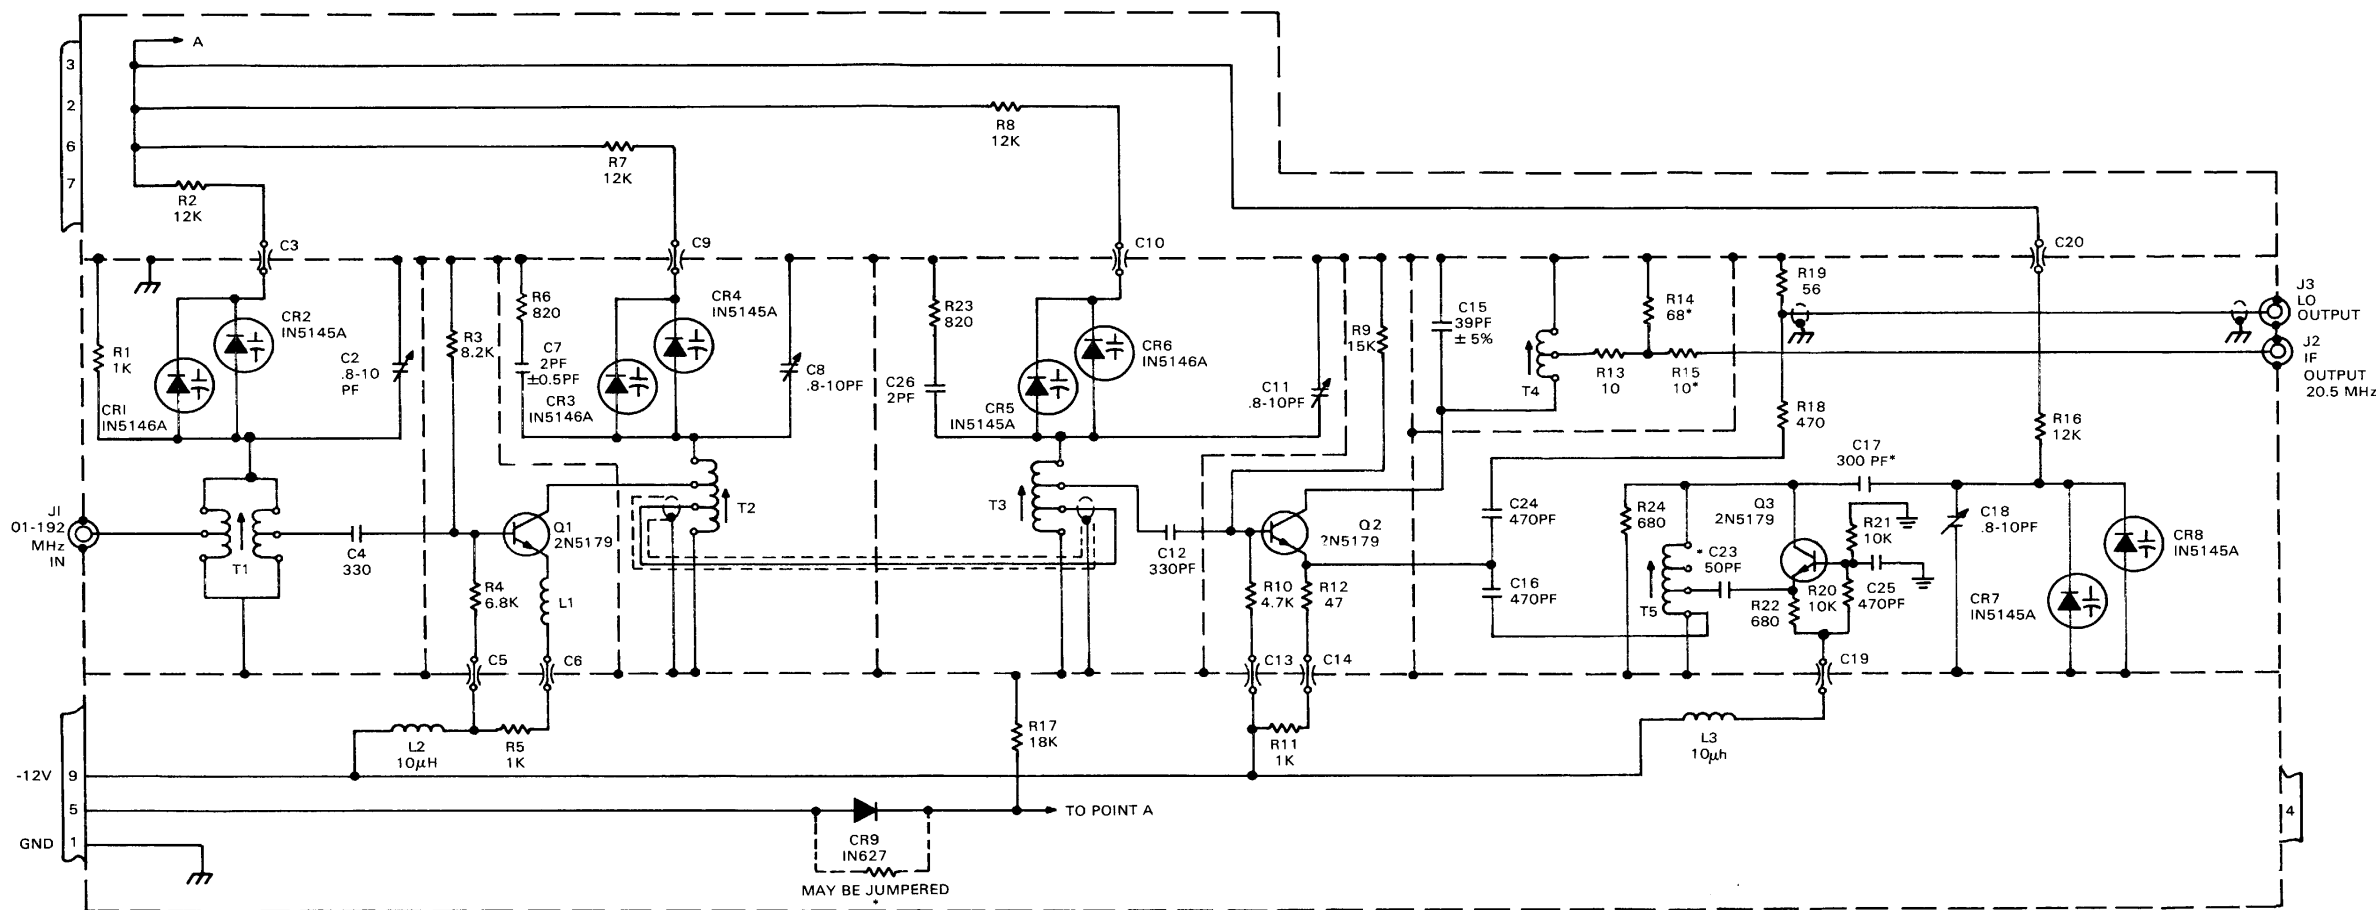 A
3
2
6
7
R8
12K
R7
12K
R2
12K
C3
C9
C10
C20
CR2
IN5145A
R1
1K
C2
.8-10
PF
CR1
IN5146A
R3
8.2K
R6
820
C7
2PF
±0.5PF
CR4
IN5145A
CR3
IN5146A
C8
.8-10PF
R23
820
C26
2PF
CR6
IN5146A
CR5
IN5145A
C11
.8-10PF
R9
15K
C15
39PF
± 5%
T4
R14
68*
R13
10
R15
10*
R19
56
J3
LO
OUTPUT
J2
IF
OUTPUT
20.5 MHz
R18
470
R16
12K
J1
01-192
MHz
IN
T1
C4
330
Q1
2N5179
R4
6.8K
L1
T2
T3
C12
330PF
Q2
?N5179
R10
4.7K
R12
47
C24
470PF
C16
470PF
R24
680
Q3
2N5179
C17
300 PF*
* C23
50PF
T5
R21
10K
R20
10K
R22
680
C25
470PF
C18
.8-10PF
CR8
IN5145A
CR7
IN5145A
C5
C6
C13
C14
C19
L2
10μH
R5
1K
R17
18K
R11
1K
L3
10μh
-12V 9
5
GND 1
CR9
IN627
MAY BE JUMPERED
*
TO POINT A
4